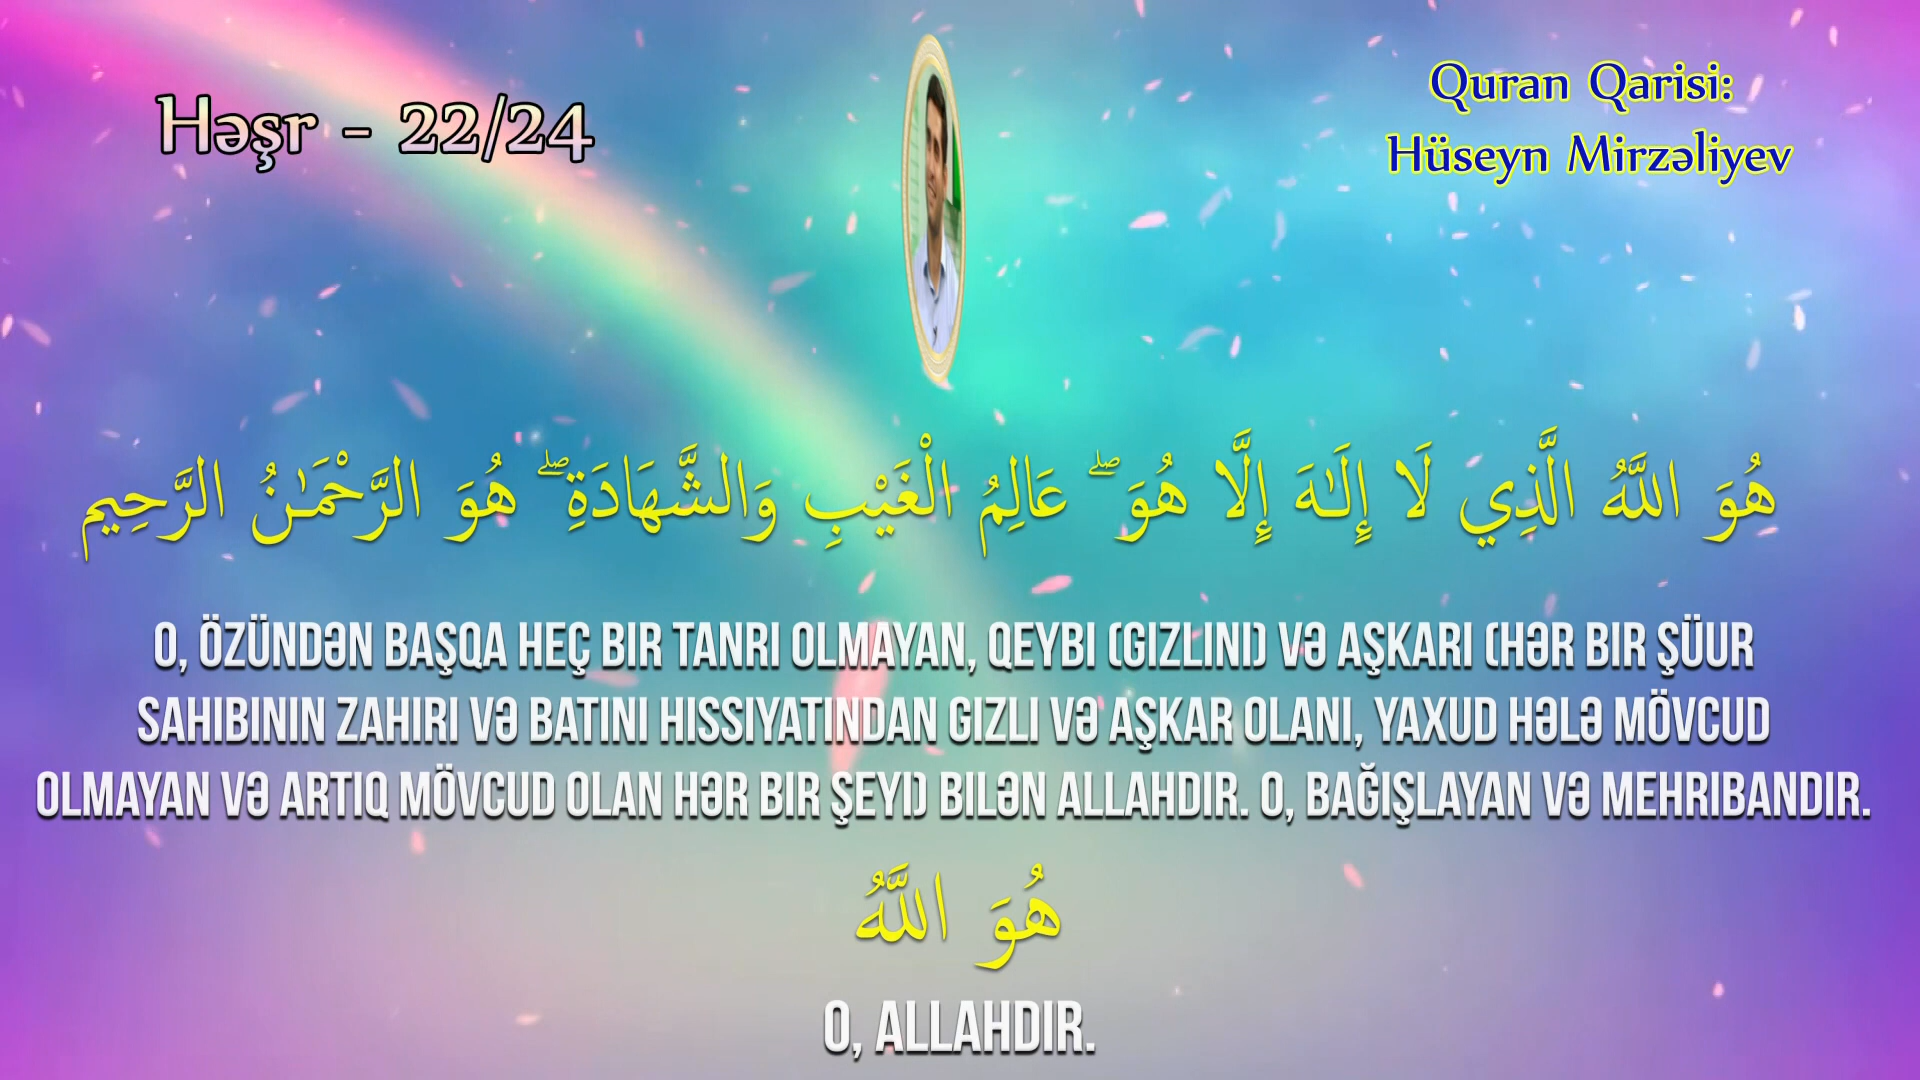 Həşr - 22/24
Quran Qarisi:
Hüseyn Mirzəliyev
هُوَ اللَّهُ الَّذِي لَا إِلَـٰهَ إِلَّا هُوَ ۖ عَالِمُ الْغَيْبِ وَالشَّهَادَةِ ۖ هُوَ الرَّحْمَـٰنُ الرَّحِيم
O, ÖZÜNDƏN BAŞQA HEÇ BIR TANRI OLMAYAN, QEYBI (GIZLINI) VƏ AŞKARI (HƏR BIR ŞÜUR
SAHIBININ ZAHIRI VƏ BATINI HISSIYATINDAN GIZLI VƏ AŞKAR OLANI, YAXUD HƏLƏ MÖVCUD
OLMAYAN VƏ ARTIQ MÖVCUD OLAN HƏR BIR ŞEYI) BILƏN ALLAHDIR. O, BAĞIŞLAYAN VƏ MEHRIBANDIR.
هُوَ اللَّهُ
O, ALLAHDIR.